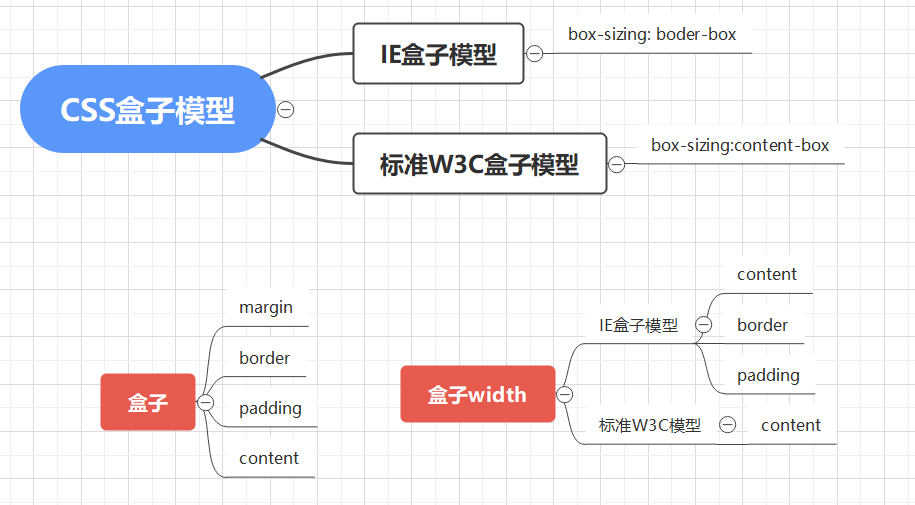 CSS盒子模型
IE盒子模型
box-sizing: boder-box
标准W3C盒子模型
box-sizing:content-box
盒子
margin
border
padding
content
盒子width
IE盒子模型
content
border
padding
标准W3C模型
content